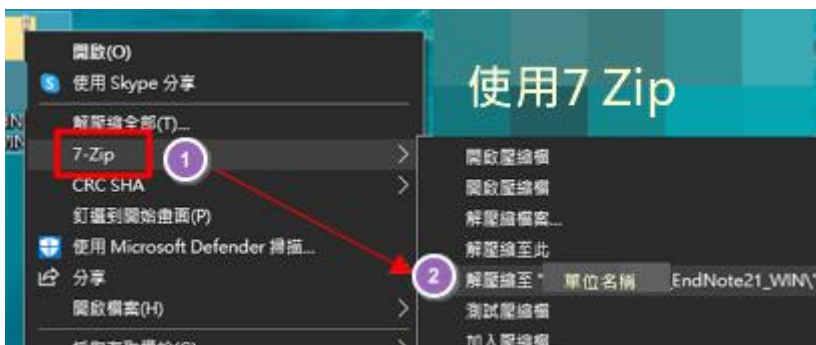 開啟(O)
使用 Skype 分享
解壓縮全部(T)...
7-Zip
1
CRC SHA
釘選到開始畫面(P)
使用 Microsoft Defender 掃描...
分享
開啟檔案(H)
使用7 Zip
開啟壓縮檔
開啟壓縮檔
解壓縮檔案...
解壓縮至此
2
解壓縮至 " 單位名稱 _EndNote21_WIN\"
測試壓縮檔
加入壓縮檔